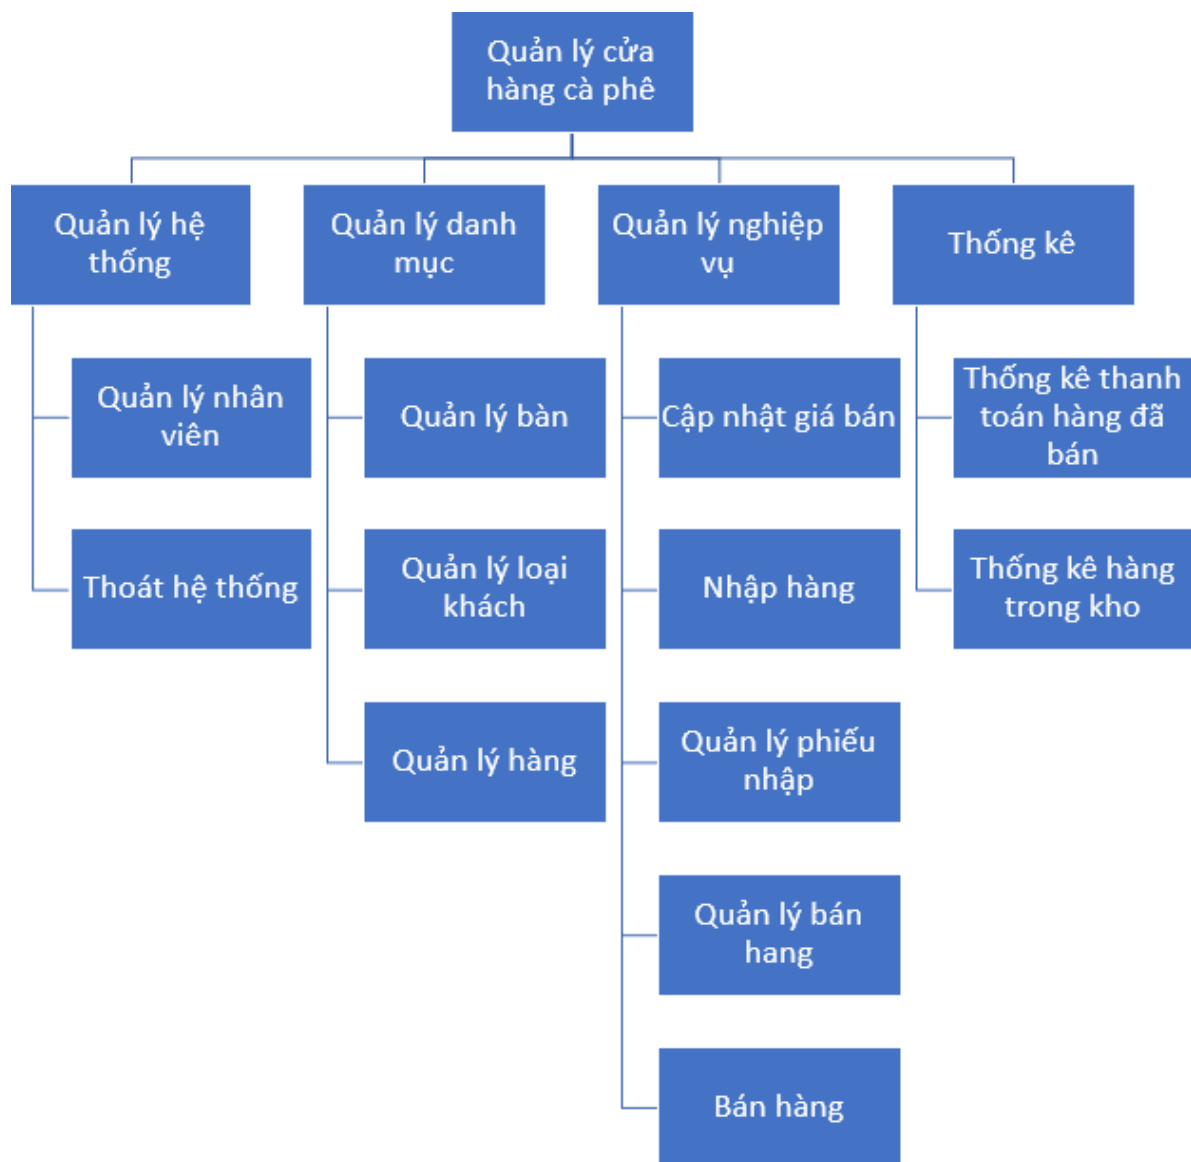 Quản lý cửa
hàng cà phê
Quản lý hệ
thống
Quản lý danh
mục
Quản lý nghiệp
vụ
Thống kê
Quản lý nhân
viên
Quản lý bàn
Cập nhật giá bán
Thống kê thanh
toán hàng đã
bán
Thoát hệ thống
Quản lý loại
khách
Nhập hàng
Thống kê hàng
trong kho
Quản lý hàng
Quản lý phiếu
nhập
Quản lý bán
hang
Bán hàng